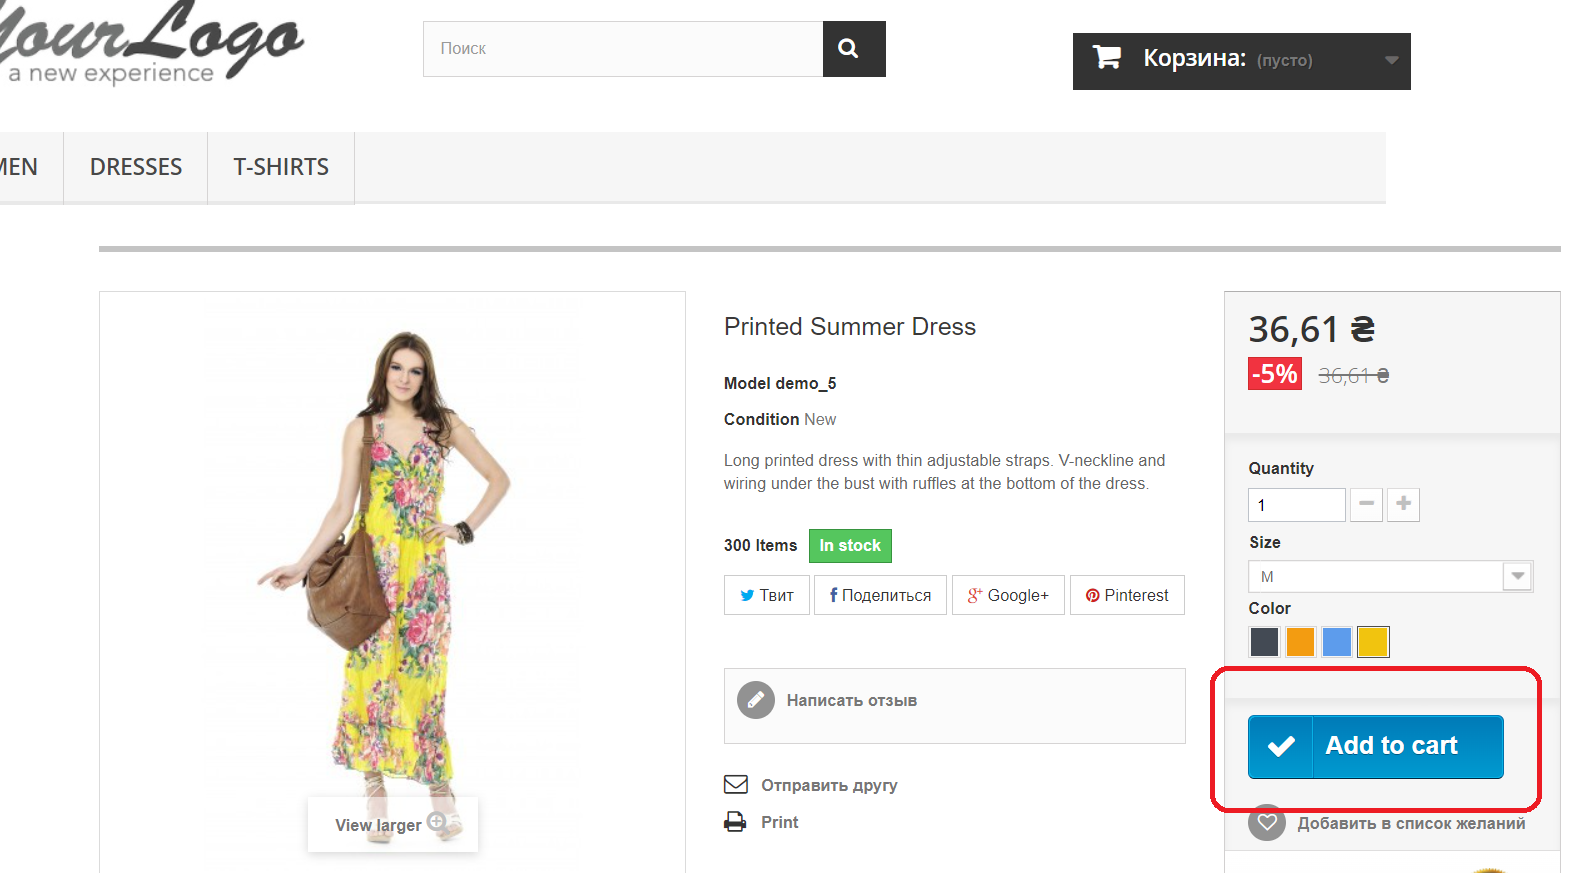 YourLogo
a new experience
Поиск
Корзина: (пусто)
MEN
DRESSES
T-SHIRTS
Printed Summer Dress
Model demo_5
Condition New
Long printed dress with thin adjustable straps. V-neckline and
wiring under the bust with ruffles at the bottom of the dress.
300 Items In stock
Твит
Поделиться
Google+
Pinterest
Написать отзыв
Отправить другу
Print
View larger
36,61 ₴
-5% 36,61 ₴
Quantity
1
Size
M
Color
Add to cart
Добавить в список желаний